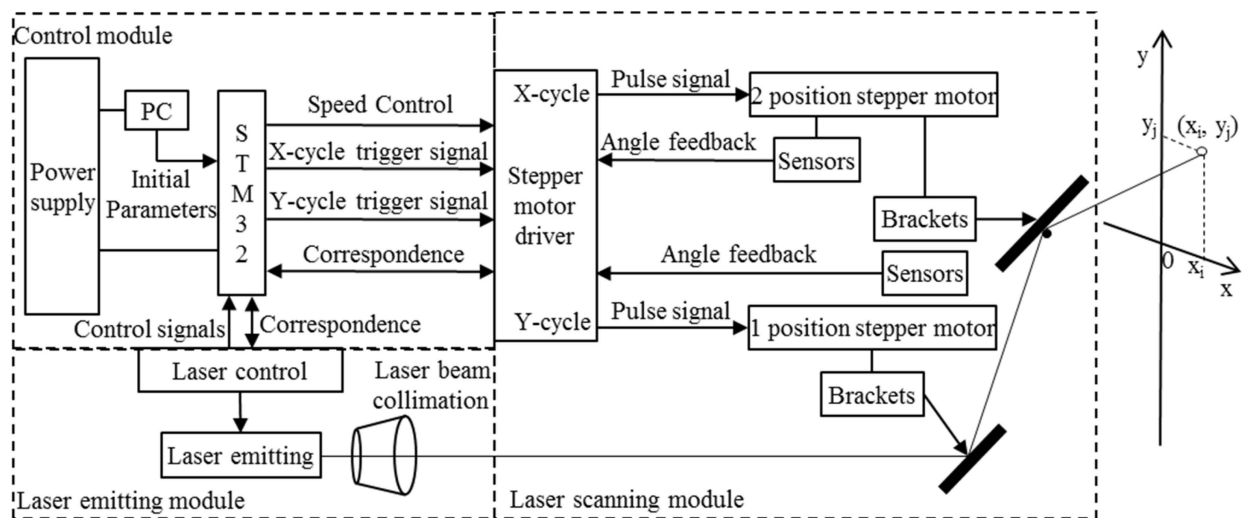 Control module
Power
supply
PC
Initial
Parameters
S
T
M
3
2
Speed Control
X-cycle trigger signal
Y-cycle trigger signal
Correspondence
Control signals
Correspondence
X-cycle
Stepper
motor
driver
Y-cycle
Pulse signal
2 position stepper motor
Angle feedback
Sensors
Brackets
Angle feedback
Sensors
Pulse signal
1 position stepper motor
Brackets
Laser control
Laser beam
collimation
Laser emitting
Laser emitting module
Laser scanning module
y
yj
(xi, yj)
0
xi
x